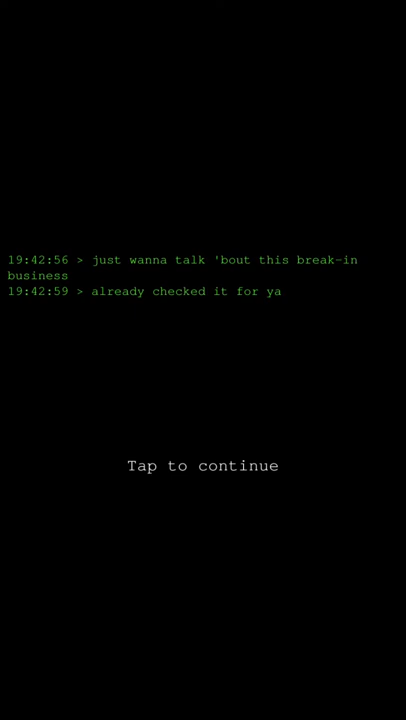 19:42:56 > just wanna talk 'bout this break-in
business
19:42:59 > already checked it for ya
Tap to continue